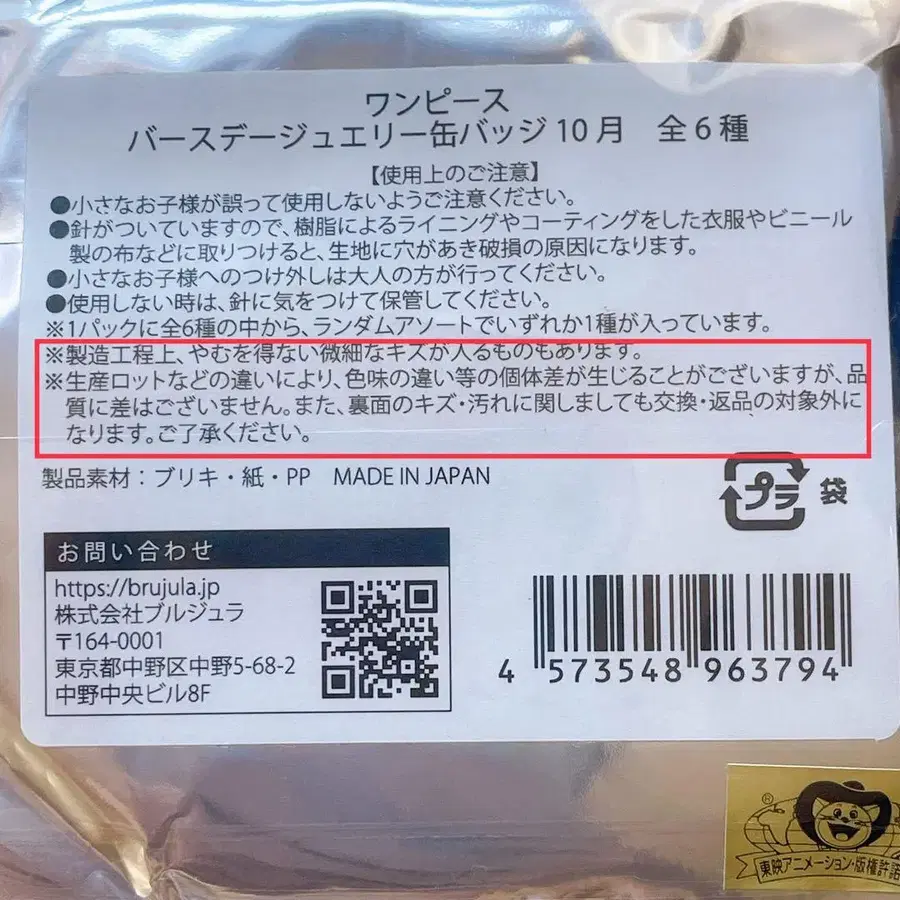 ワンピース
バースデージュエリー缶バッジ10月 全6種
【使用上のご注意】
●小さなお子様が誤って使用しないようご注意ください。
●針がついていますので、樹脂によるライニングやコーティングをした衣服やビニール
製の布などに取りつけると、生地に穴があき破損の原因になります。
●小さなお子様へのつけ外しは大人の方が行ってください。
●使用しない時は、針に気をつけて保管してください。
※1パックに全6種の中から、ランダムアソートでいずれか1種が入っています。
※製造工程上、やむを得ない微細なキズが入るものもあります。
※生産ロットなどの違いにより、色味の違い等の個体差が生じることがございますが、品
質に差はございません。また、裏面のキズ・汚れに関しましても交換・返品の対象外に
なります。ご了承ください。
製品素材：ブリキ・紙・PP MADE IN JAPAN
プラ 袋
お問い合わせ
https://brujula.jp
株式会社ブルジュラ
〒164-0001
東京都中野区中野5-68-2
中野中央ビル8F
4 573548 963794
®
東映アニメーション・版権許諾